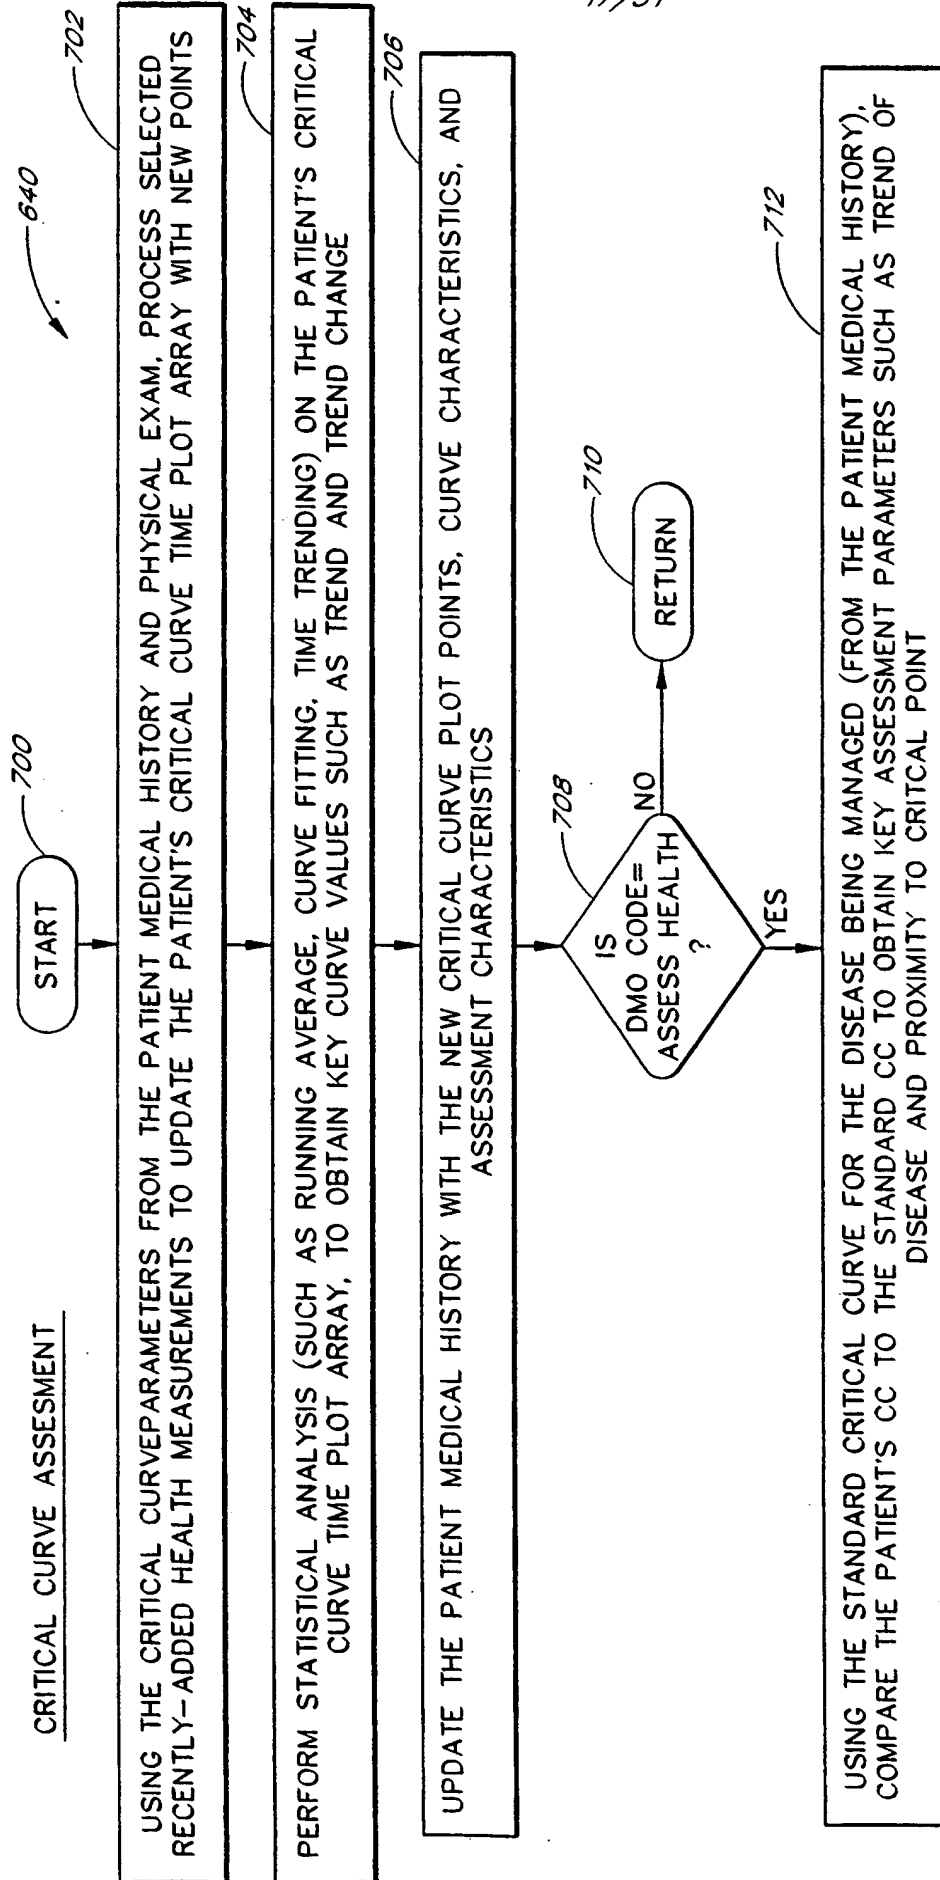 CRITICAL CURVE ASSESMENT
640
START
700
702
USING THE CRITICAL CURVEPARAMETERS FROM THE PATIENT MEDICAL HISTORY AND PHYSICAL EXAM, PROCESS SELECTED
RECENTLY-ADDED HEALTH MEASUREMENTS TO UPDATE THE PATIENT'S CRITICAL CURVE TIME PLOT ARRAY WITH NEW POINTS
704
PERFORM STATISTICAL ANALYSIS (SUCH AS RUNNING AVERAGE, CURVE FITTING, TIME TRENDING) ON THE PATIENT'S CRITICAL
CURVE TIME PLOT ARRAY, TO OBTAIN KEY CURVE VALUES SUCH AS TREND AND TREND CHANGE
706
UPDATE THE PATIENT MEDICAL HISTORY WITH THE NEW CRITICAL CURVE PLOT POINTS, CURVE CHARACTERISTICS, AND
ASSESSMENT CHARACTERISTICS
708
IS
DMO CODE=
ASSESS HEALTH
?
NO
RETURN
710
YES
712
USING THE STANDARD CRITICAL CURVE FOR THE DISEASE BEING MANAGED (FROM THE PATIENT MEDICAL HISTORY),
COMPARE THE PATIENT'S CC TO THE STANDARD CC TO OBTAIN KEY ASSESSMENT PARAMETERS SUCH AS TREND OF
DISEASE AND PROXIMITY TO CRITCAL POINT